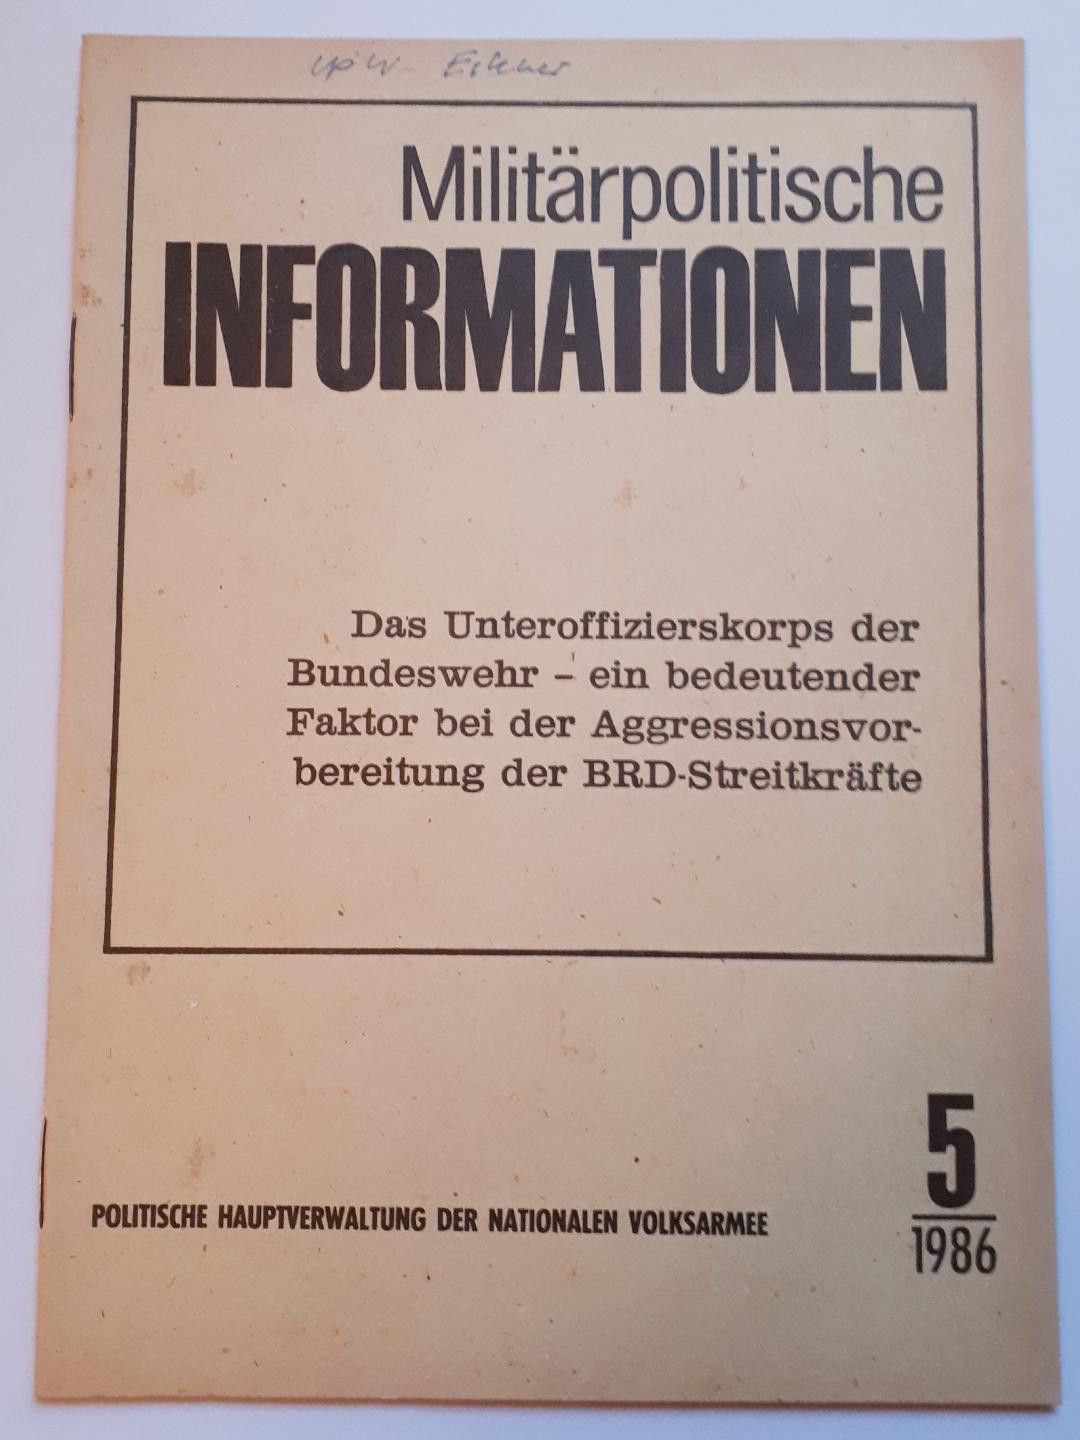 Militärpolitische
INFORMATIONEN
Das Unteroffizierskorps der
Bundeswehr – ein bedeutender
Faktor bei der Aggressionsvor-
bereitung der BRD-Streitkräfte
5
1986
POLITISCHE HAUPTVERWALTUNG DER NATIONALEN VOLKSARMEE